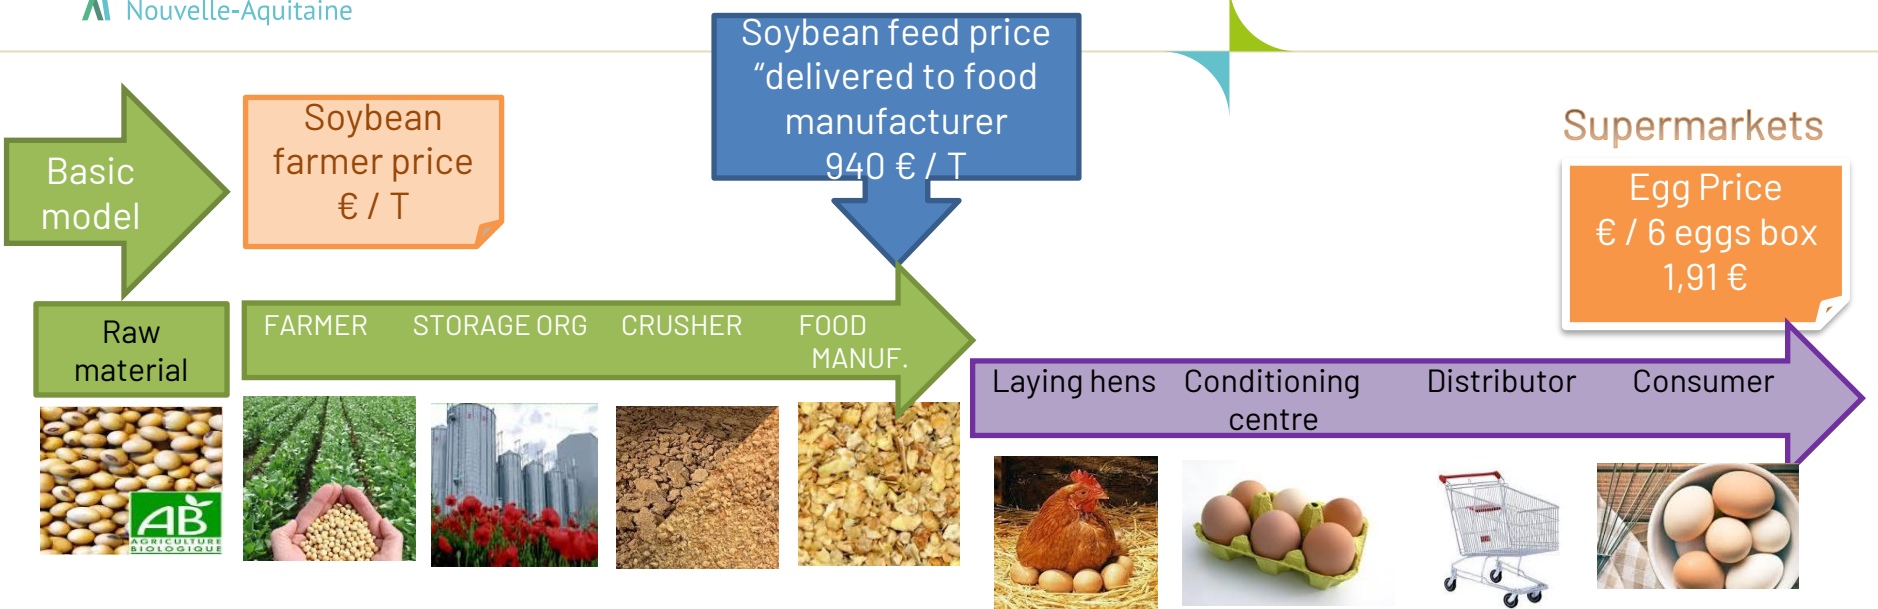 Nouvelle-Aquitaine
Soybean feed price
“delivered to food
manufacturer
940 € / T
Basic
model
Soybean
farmer price
€ / T
Supermarkets
Egg Price
€ / 6 eggs box
1,91 €
Raw
material
FARMER
STORAGE ORG
CRUSHER
FOOD
MANUF.
Laying hens
Conditioning
centre
Distributor
Consumer
AB
AGRICULTURE
BIOLOGIQUE